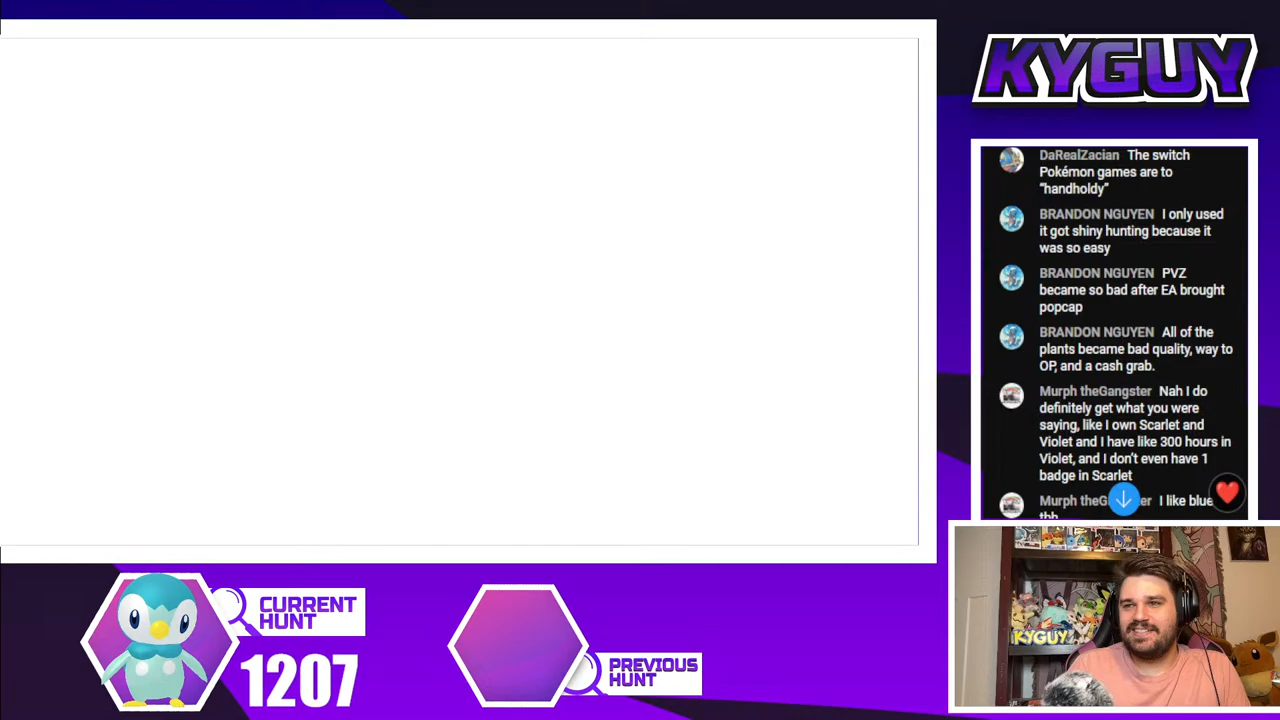 KYGUY
DaRealZacian The switch
Pokémon games are to
“handholdy”
BRANDON NGUYEN I only used
it got shiny hunting because it
was so easy
BRANDON NGUYEN PVZ
became so bad after EA brought
popcap
BRANDON NGUYEN All of the
plants became bad quality, way to
OP, and a cash grab.
Murph theGangster Nah I do
definitely get what you were
saying, like I own Scarlet and
Violet and I have like 300 hours in
Violet, and I don't even have 1
badge in Scarlet
Murph I like blue
tbh
KYGUY
CURRENT
HUNT
1207
PREVIOUS
HUNT